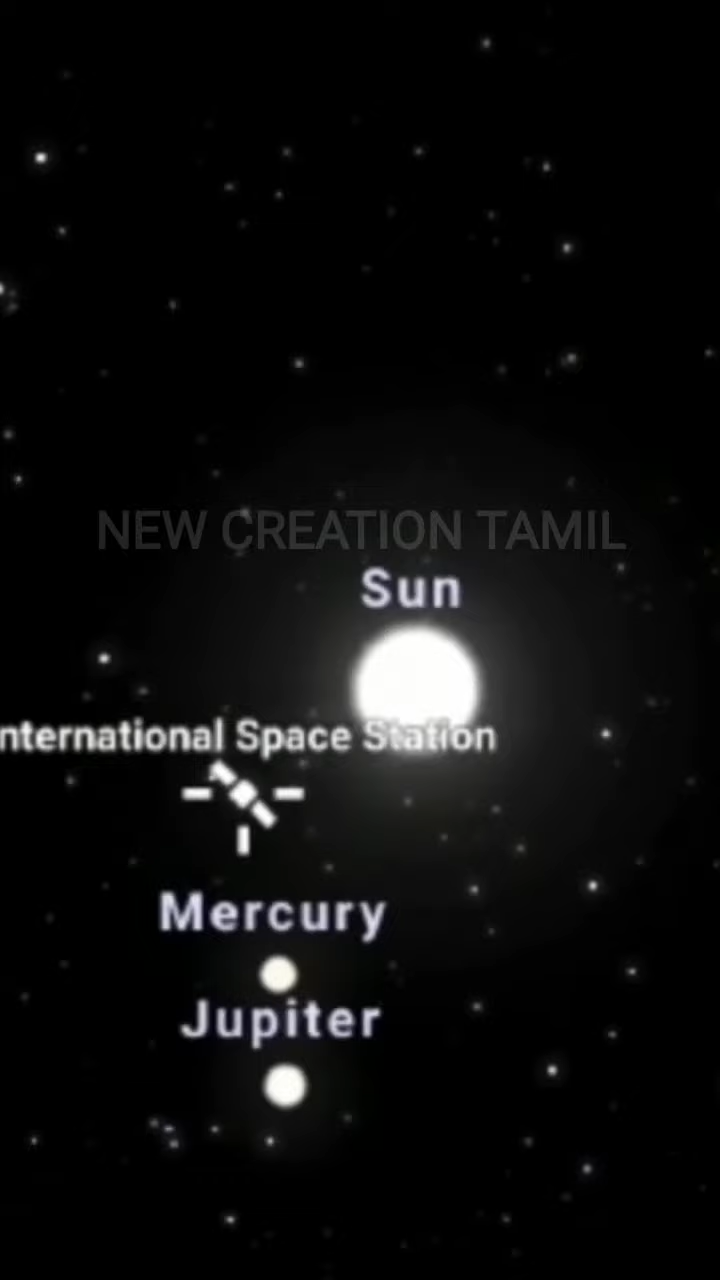 NEW CREATION TAMIL
Sun
nternational Space Station
Mercury
Jupiter